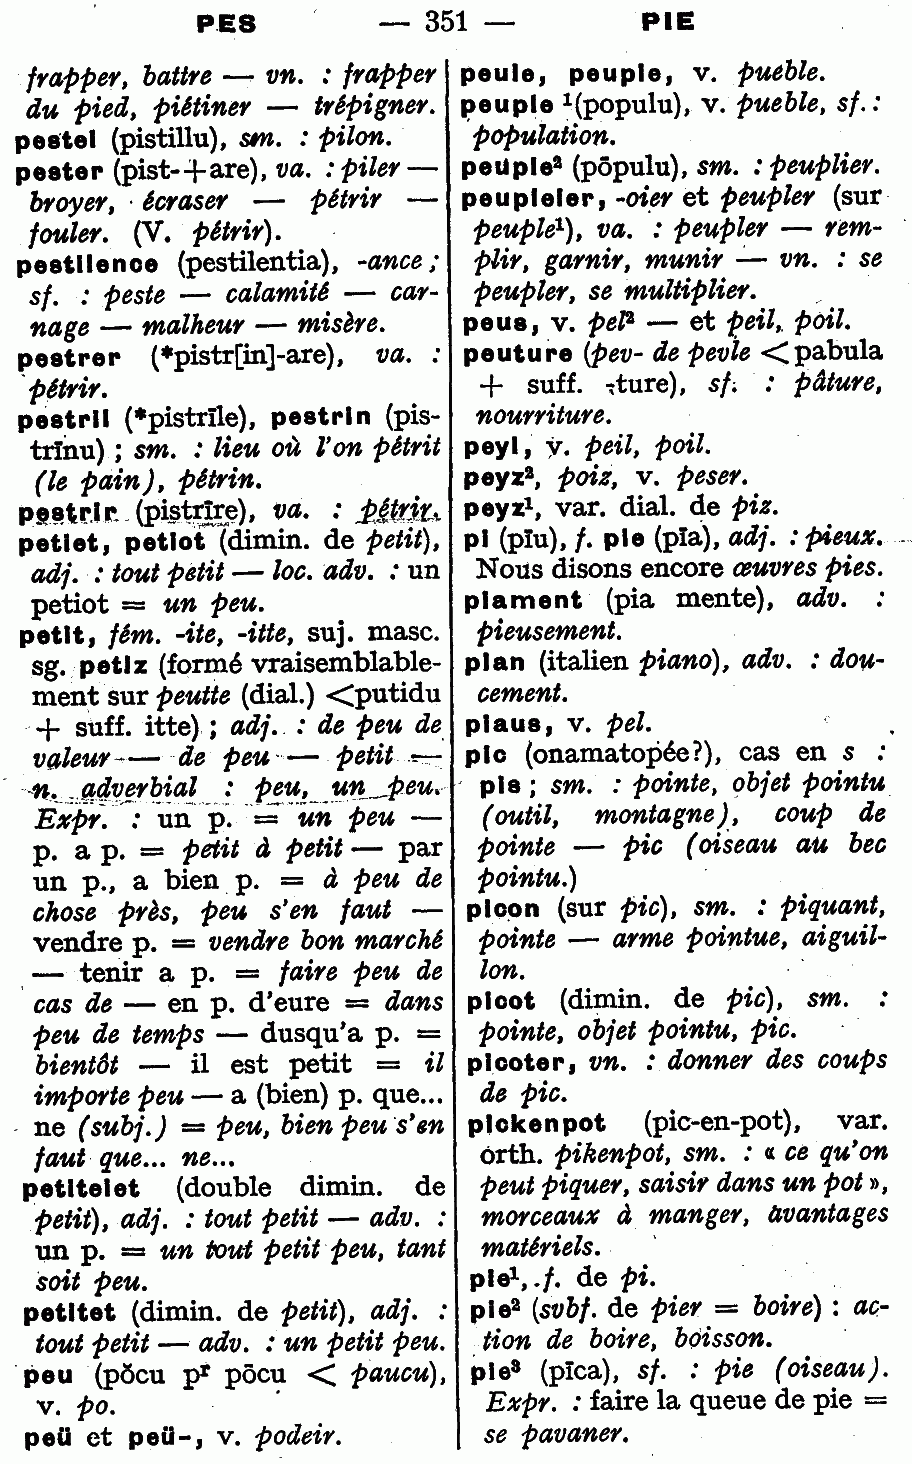 PES — 351 — PIE
frapper, battre — vn. : frapper
du pied, piétiner — trépigner.
pestel (pistillu), sm. : pilon.
pester (pist-+are), va. : piler —
broyer, écraser — pétrir —
fouler. (V. pétrir).
pestilence (pestilentia), -ance ;
sf. : peste — calamité — car-
nage — malheur — misère.
pestrer (*pistr[in]-are), va. :
pétrir.
pestril (*pistrīle), pestrin (pis-
trīnu) ; sm. : lieu où l'on pétrit
(le pain), pétrin.
pestrir (pistrīre), va. : pétrir.
petiet, petiot (dimin. de petit),
adj. : tout petit — loc. adv. : un
petiot = un peu.
petit, fém. -ite, -itte, suj. masc.
sg. petiz (formé vraisemblable-
ment sur peutte (dial.) <putidu
+ suff. itte) ; adj. : de peu de
valeur — de peu — petit —
n. adverbial : peu, un peu.
Expr. : un p. = un peu —
p. a p. = petit à petit — par
un p., a bien p. = à peu de
chose près, peu s'en faut —
vendre p. = vendre bon marché
— tenir a p. = faire peu de
cas de — en p. d'eure = dans
peu de temps — dusqu'a p. =
bientôt — il est petit = il
importe peu — a (bien) p. que...
ne (subj.) = peu, bien peu s'en
faut que... ne...
petitelet (double dimin. de
petit), adj. : tout petit — adv. :
un p. = un tout petit peu, tant
soit peu.
petitet (dimin. de petit), adj. :
tout petit — adv. : un petit peu.
peu (pŏcu pr pōcu < paucu),
v. po.
peü et peü-, v. podeir.
peule, peuple, v. pueble.
peuple ¹(populu), v. pueble, sf. :
population.
peuple² (pōpulu), sm. : peuplier.
peupleier, -oier et peupler (sur
peuple¹), va. : peupler — rem-
plir, garnir, munir — vn. : se
peupler, se multiplier.
peus, v. pel² — et peil, poil.
peuture (pev- de pevle <pabula
+ suff. -ture), sf. : pâture,
nourriture.
peyl, v. peil, poil.
peyz², poiz, v. peser.
peyz¹, var. dial. de piz.
pi (pīu), f. pie (pīa), adj. : pieux.
Nous disons encore œuvres pies.
piament (pia mente), adv. :
pieusement.
pian (italien piano), adv. : dou-
cement.
piaus, v. pel.
pic (onamatopée?), cas en s :
pis ; sm. : pointe, objet pointu
(outil, montagne), coup de
pointe — pic (oiseau au bec
pointu.)
picon (sur pic), sm. : piquant,
pointe — arme pointue, aiguil-
lon.
picot (dimin. de pic), sm. :
pointe, objet pointu, pic.
picoter, vn. : donner des coups
de pic.
pickenpot (pic-en-pot), var.
orth. pikenpot, sm. : « ce qu'on
peut piquer, saisir dans un pot »,
morceaux à manger, avantages
matériels.
pie¹, f. de pi.
pie² (svbf. de pier = boire) : ac-
tion de boire, boisson.
pie³ (pīca), sf. : pie (oiseau).
Expr. : faire la queue de pie =
se pavaner.